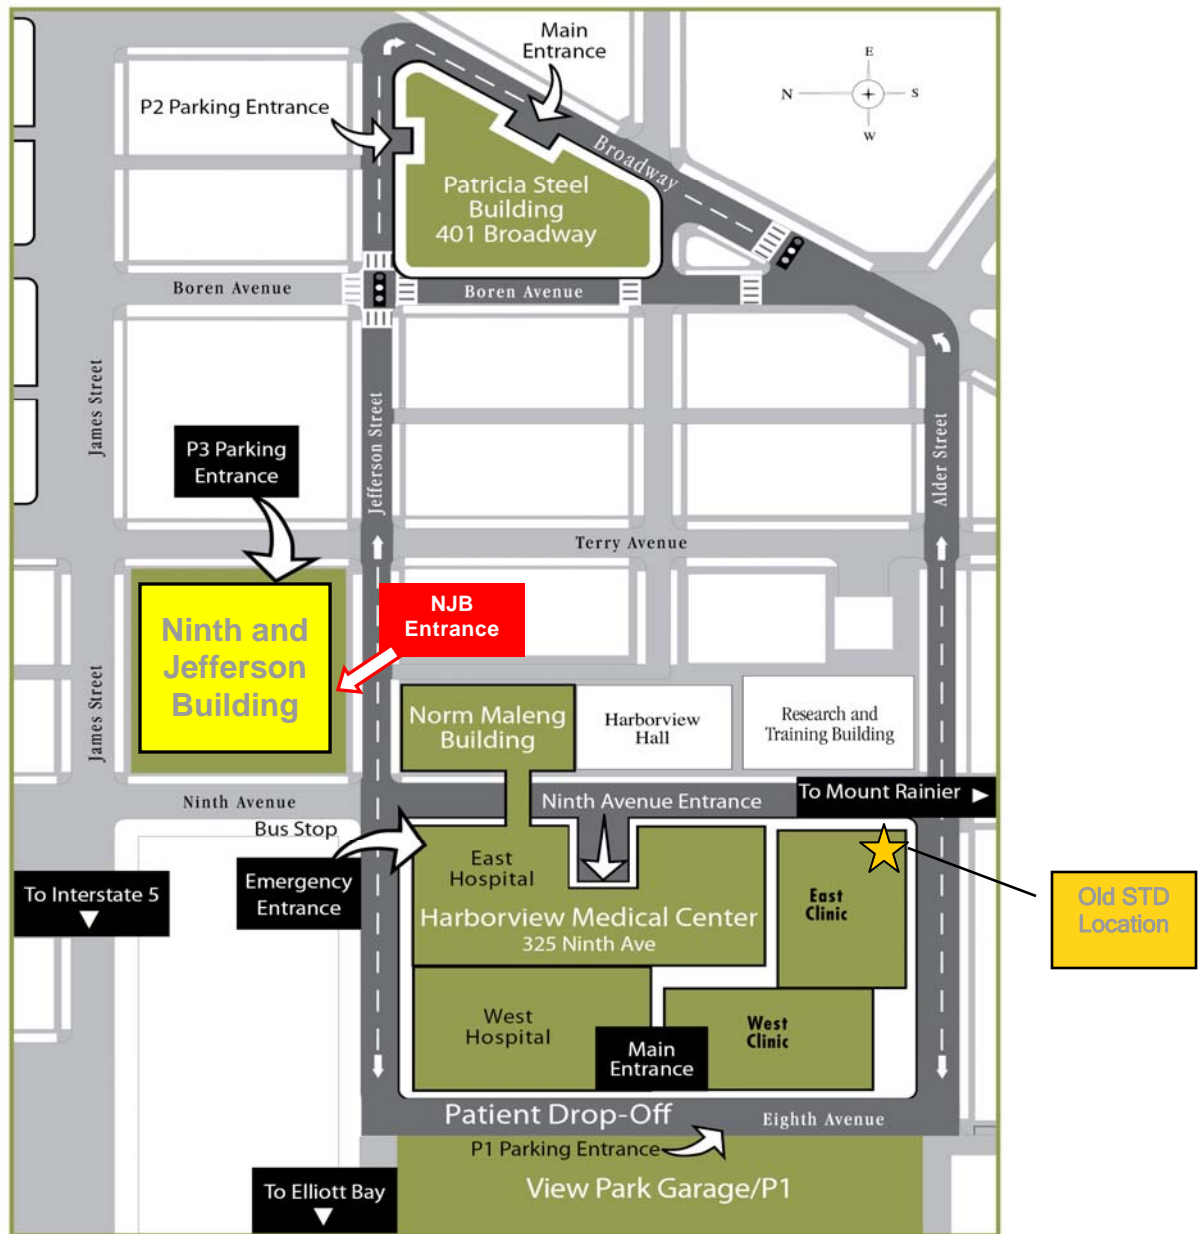 Main
Entrance
E
N
S
W
P2 Parking Entrance
Broadway
Patricia Steel
Building
401 Broadway
Boren Avenue
Boren Avenue
James Street
Jefferson Street
Alder Street
P3 Parking
Entrance
Terry Avenue
NJB
Entrance
Ninth and
Jefferson
Building
James Street
Norm Maleng
Building
Harborview
Hall
Research and
Training Building
Ninth Avenue
Ninth Avenue Entrance
To Mount Rainier
Bus Stop
East
Hospital
To Interstate 5
Emergency
Entrance
East
Clinic
Old STD
Location
Harborview Medical Center
325 Ninth Ave
West
Hospital
West
Clinic
Main
Entrance
Patient Drop-Off
Eighth Avenue
P1 Parking Entrance
To Elliott Bay
View Park Garage/P1